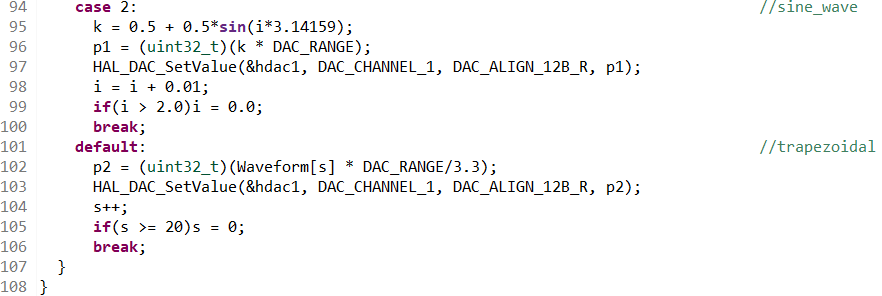 94 case 2: //sine_wave
95 k = 0.5 + 0.5*sin(i*3.14159);
96 p1 = (uint32_t)(k * DAC_RANGE);
97 HAL_DAC_SetValue(&hdac1, DAC_CHANNEL_1, DAC_ALIGN_12B_R, p1);
98 i = i + 0.01;
99 if(i > 2.0)i = 0.0;
100 break;
101 default: //trapezoidal
102 p2 = (uint32_t)(Waveform[s] * DAC_RANGE/3.3);
103 HAL_DAC_SetValue(&hdac1, DAC_CHANNEL_1, DAC_ALIGN_12B_R, p2);
104 s++;
105 if(s >= 20)s = 0;
106 break;
107 }
108 }